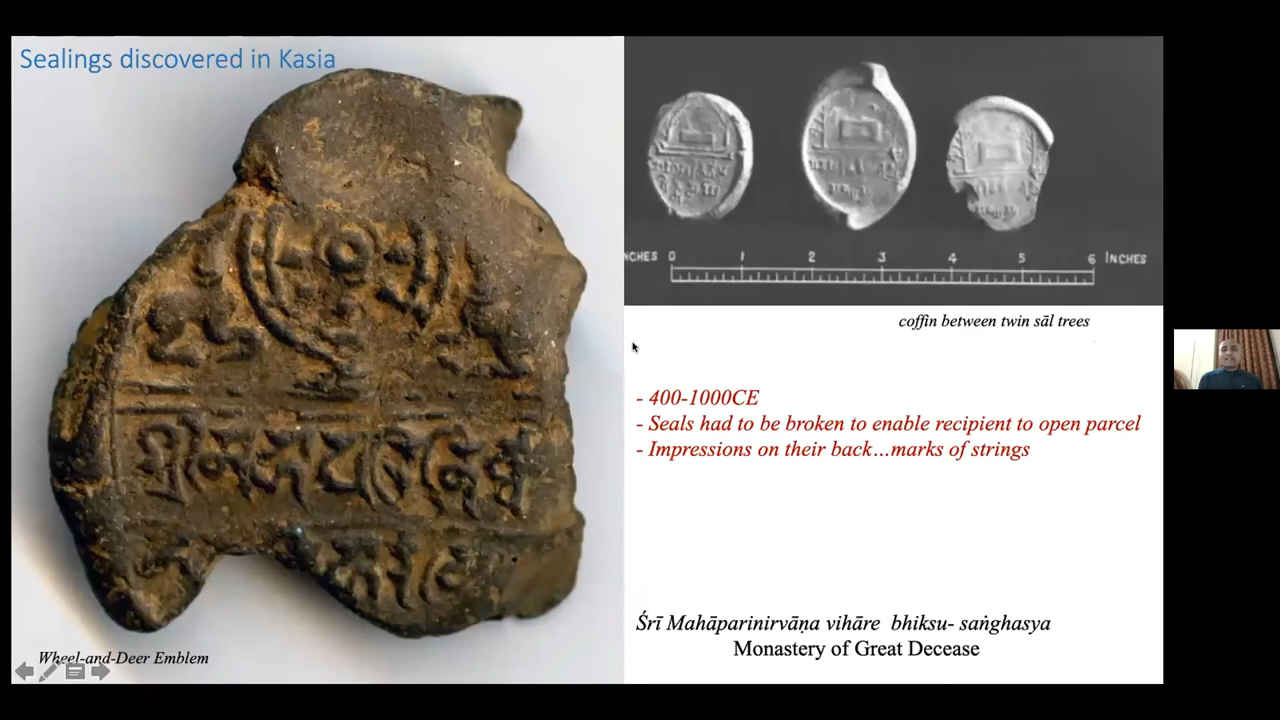 Sealings discovered in Kasia
NCHES 0 1 2 3 4 5 6 INCHES
coffin between twin sāl trees
- 400-1000CE
- Seals had to be broken to enable recipient to open parcel
- Impressions on their back...marks of strings
Śrī Mahāparinirvāṇa vihāre bhiksu- saṅghasya
Monastery of Great Decease
Wheel-and-Deer Emblem